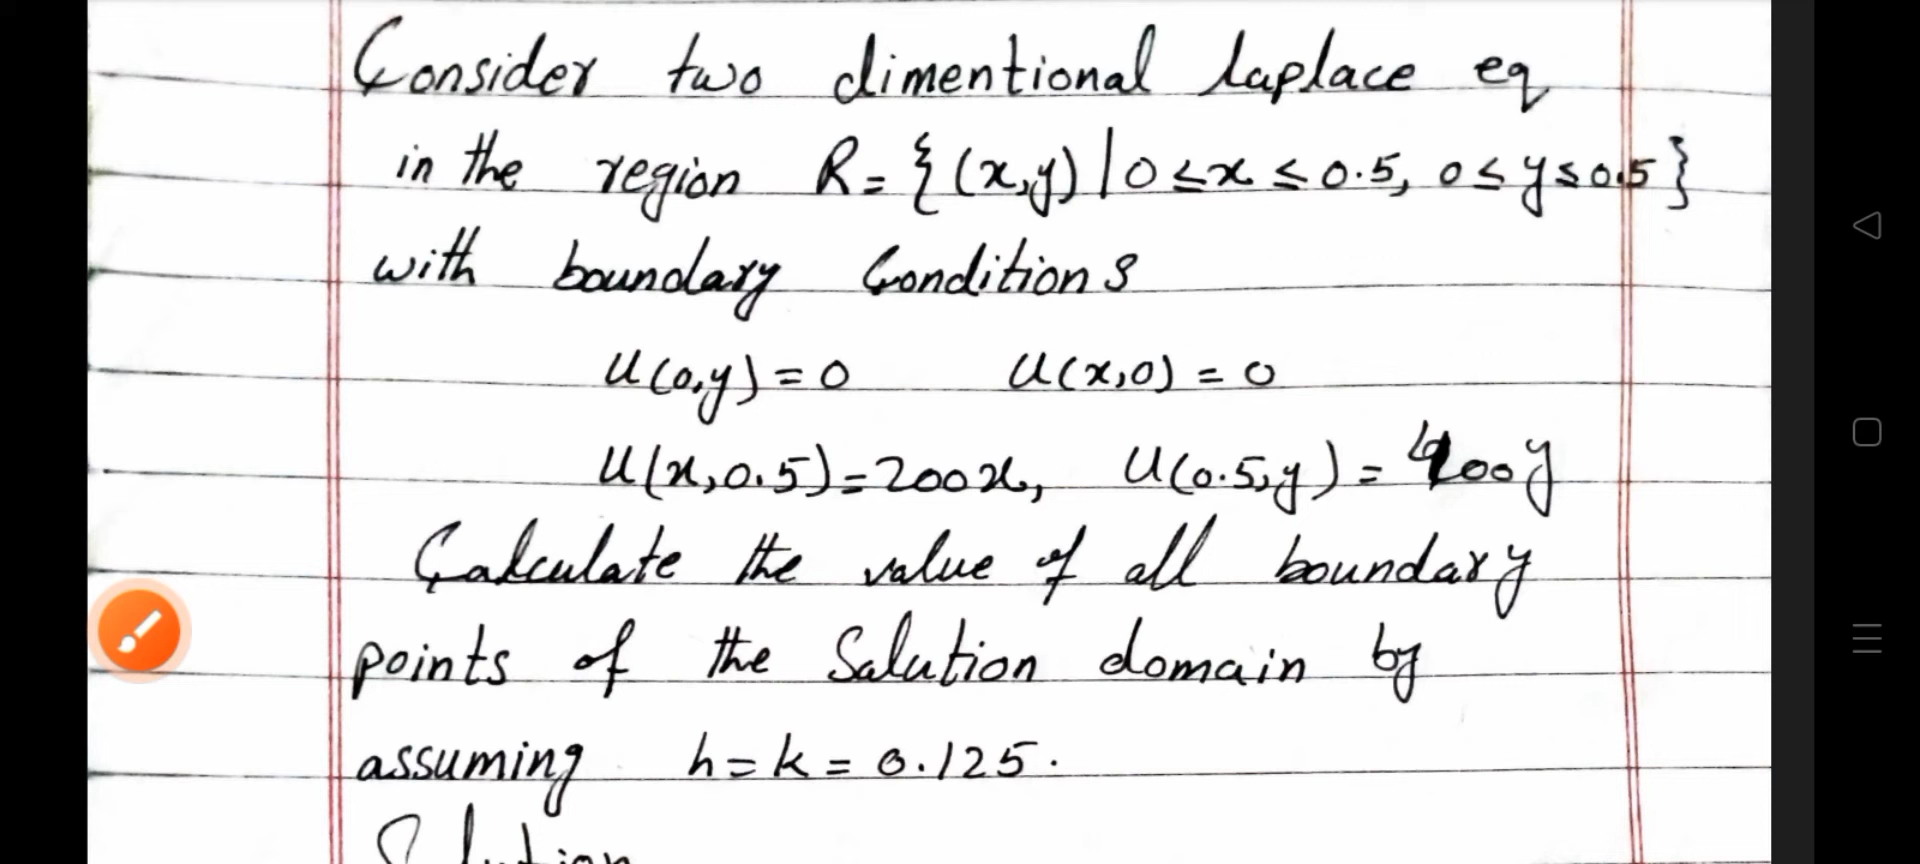 Consider two dimentional laplace eq
in the region R= {(x,y) | 0 ≤ x ≤ 0.5, 0 ≤ y ≤ 0.5}
with boundary Conditions
U(0,y) = 0 U(x,0) = 0
U(x,0.5) = 200x, U(0.5,y) = 400y
Calculate the value of all boundary
points of the Salution domain by
assuming h = k = 0.125.
Solution